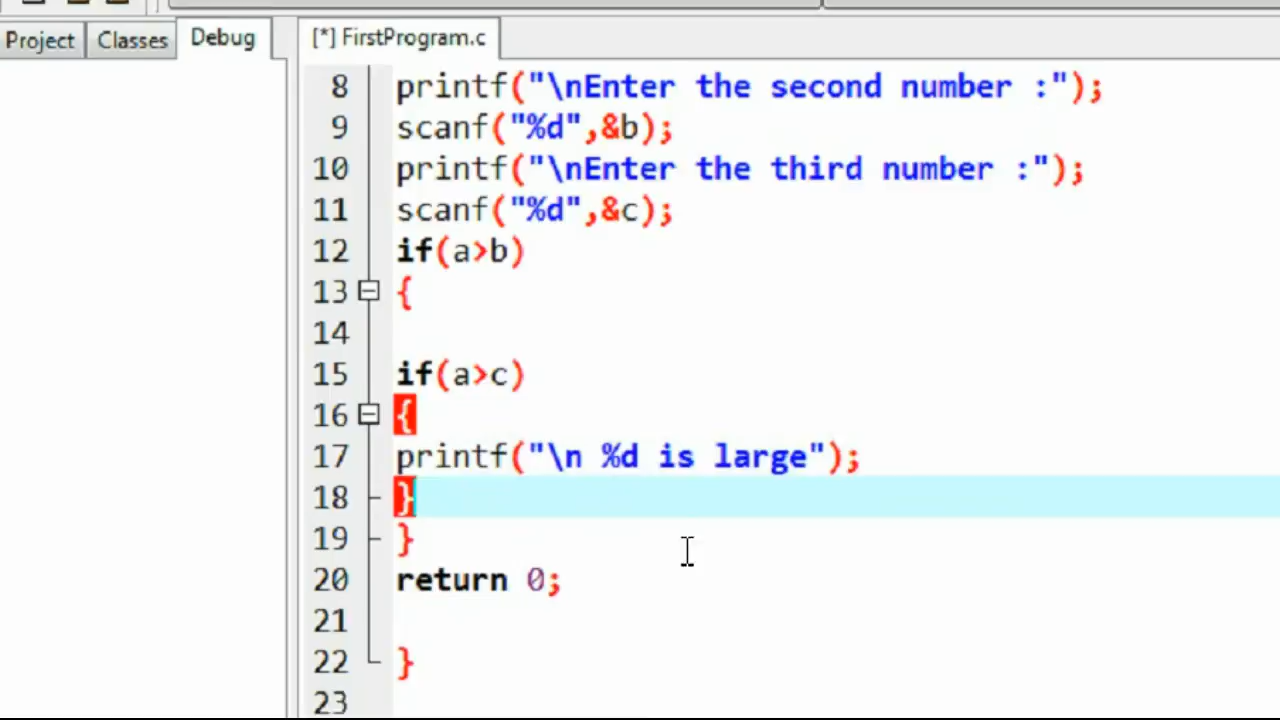 Project Classes Debug [*] FirstProgram.c
8 printf("\nEnter the second number :");
9 scanf("%d",&b);
10 printf("\nEnter the third number :");
11 scanf("%d",&c);
12 if(a>b)
13 {
14
15 if(a>c)
16 {
17 printf("\n %d is large");
18 }
19 }
20 return 0;
21
22 }
23